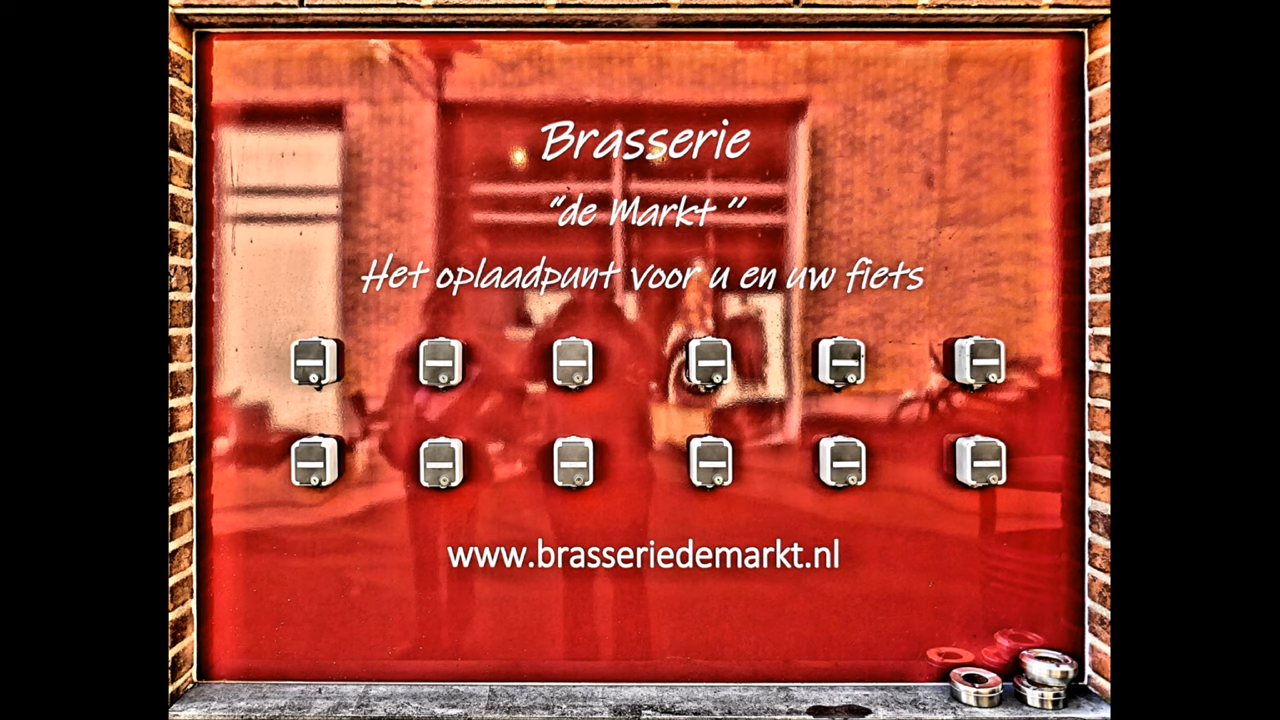 Brasserie
"de Markt"
Het oplaadpunt voor u en uw fiets
www.brasseriedemarkt.nl